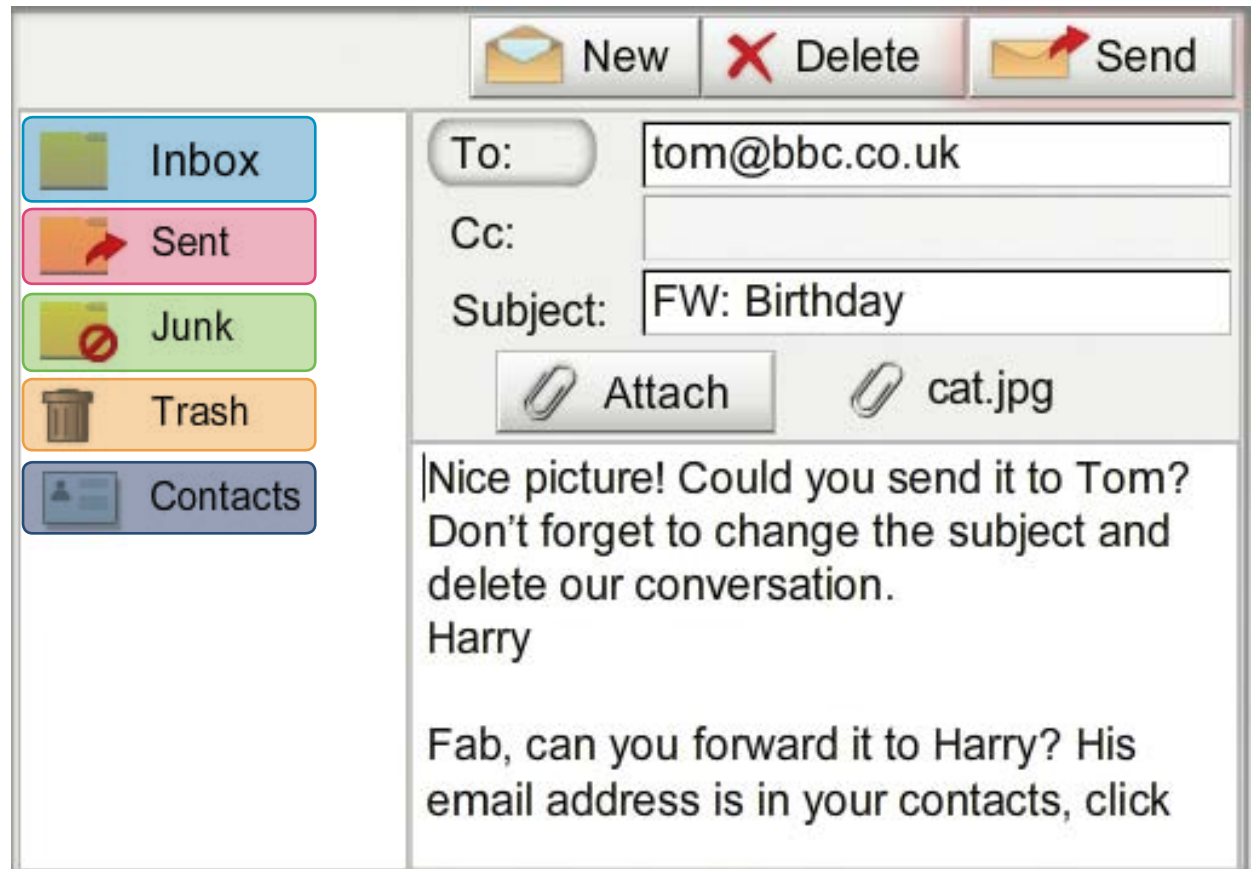 New Delete Send
Inbox
Sent
Junk
Trash
Contacts
To: tom@bbc.co.uk
Cc:
Subject: FW: Birthday
Attach cat.jpg
Nice picture! Could you send it to Tom?
Don't forget to change the subject and
delete our conversation.
Harry
Fab, can you forward it to Harry? His
email address is in your contacts, click